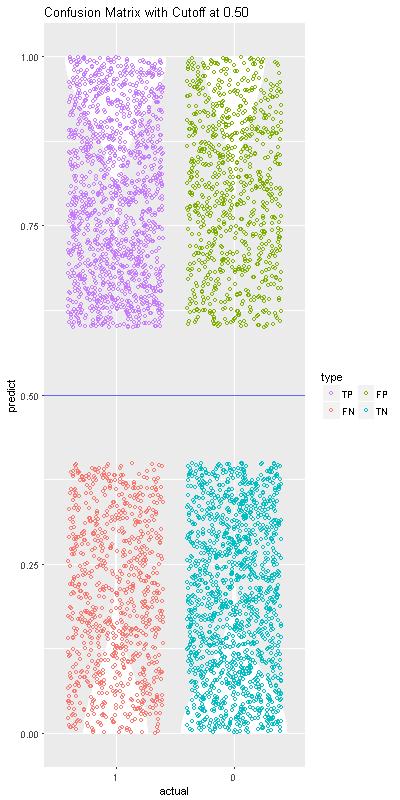 Confusion Matrix with Cutoff at 0.50
1.00
0.75
0.50
0.25
0.00
predict
1 0
actual
type
TP FP
FN TN